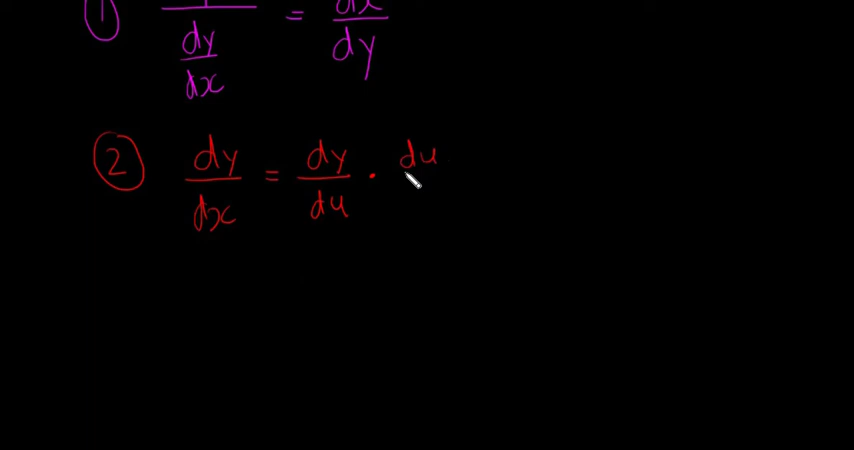 ① 1/(dy/dx) = dx/dy
② dy/dx = dy/du · du